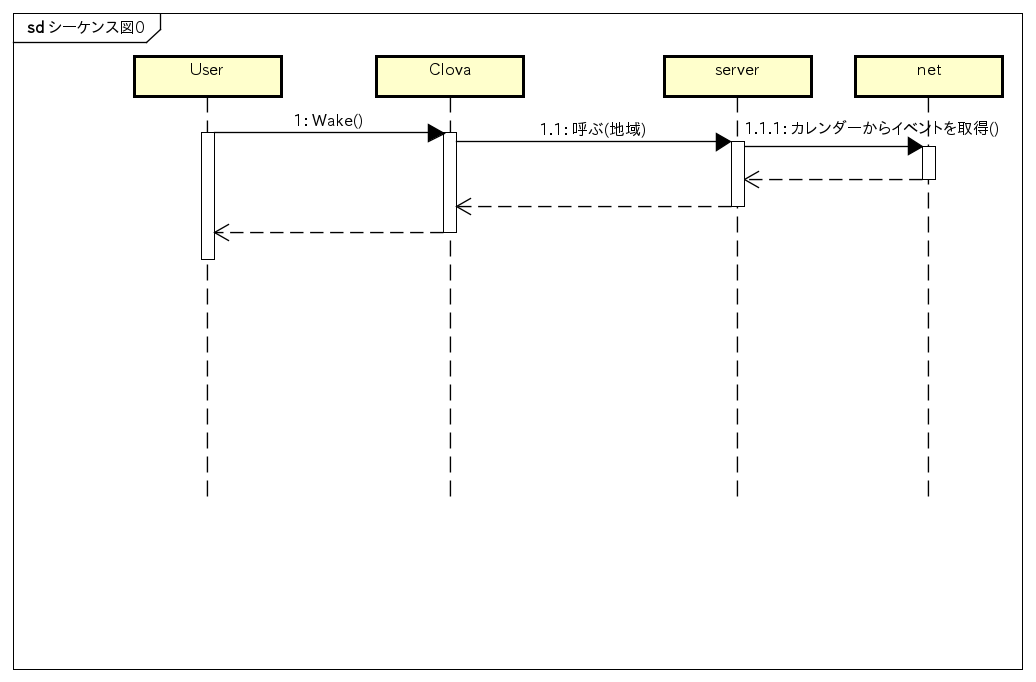 sd シーケンス図0
User
Clova
server
net
1: Wake()
1.1: 呼ぶ(地域)
1.1.1: カレンダーからイベントを取得()